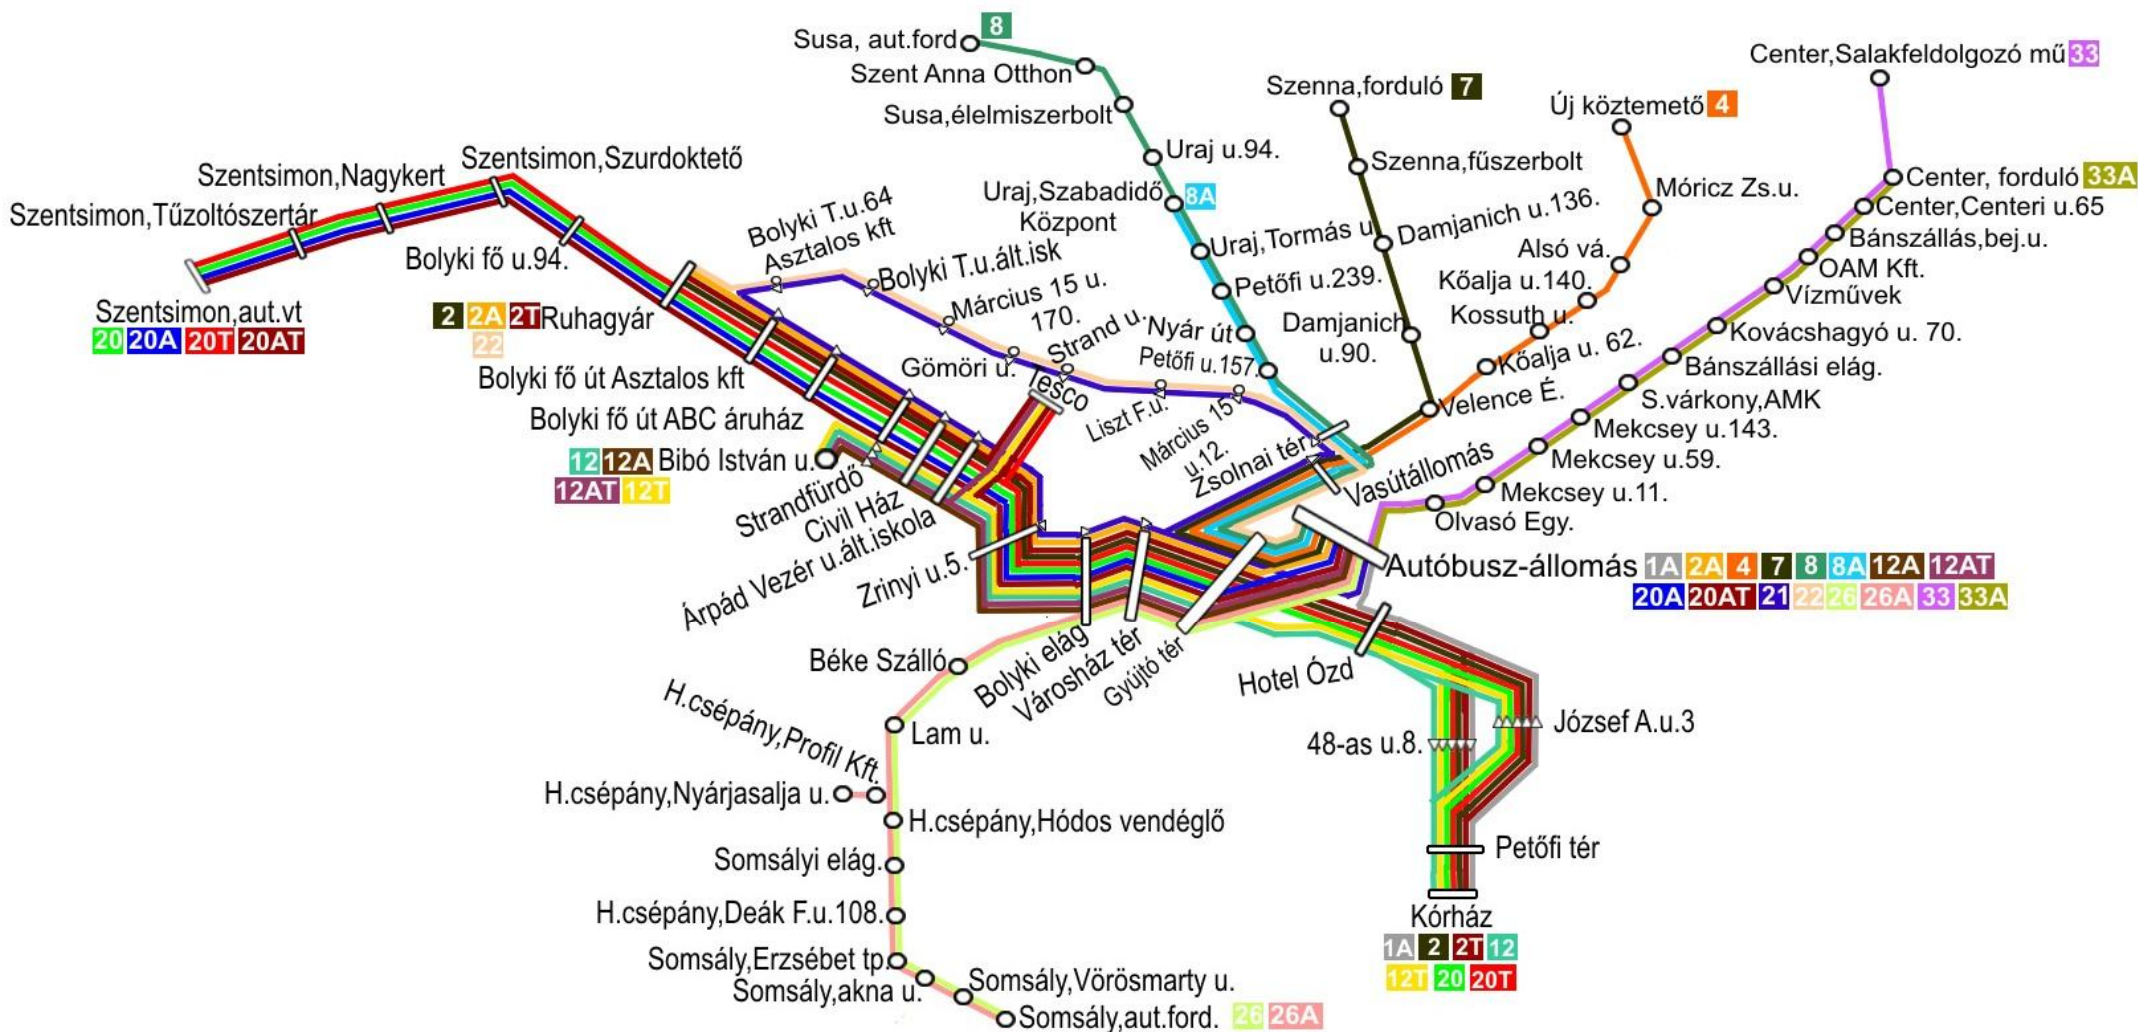 8
Susa, aut.ford
Szent Anna Otthon
Susa,élelmiszerbolt
Uraj u.94.
Uraj,Szabadidő 8A
Központ
Uraj,Tormás u
Petőfi u.239.
Nyár út
Petőfi u.157.
Szenna,forduló 7
Szenna,fűszerbolt
Damjanich u.136.
Damjanich
u.90.
Új köztemető 4
Móricz Zs.u.
Alsó vá.
Kőalja u.140.
Kossuth u.
Kőalja u. 62.
Velence É.
Center,Salakfeldolgozó mű 33
Center, forduló 33A
Center,Centeri u.65
Bánszállás,bej.u.
OAM Kft.
Vízművek
Kovácshagyó u. 70.
Bánszállási elág.
S.várkony,AMK
Mekcsey u.143.
Mekcsey u.59.
Mekcsey u.11.
Olvasó Egy.
Szentsimon,Szurdoktető
Szentsimon,Nagykert
Szentsimon,Tűzoltószertár
Szentsimon,aut.vt
20 20A 20T 20AT
Bolyki fő u.94.
2 2A 2T Ruhagyár
22
Bolyki fő út Asztalos kft
Bolyki fő út ABC áruház
12 12A Bibó István u.
12AT 12T
Bolyki T.u.64
Asztalos kft
Bolyki T.u.ált.isk
Március 15 u.
170.
Gömöri u.
Strand u.
Tesco
Liszt F.u.
Március 15
u.12.
Zsolnai tér
Vasútállomás
Strandfürdő
Civil Ház
Árpád Vezér u.ált.iskola
Zrinyi u.5.
Autóbusz-állomás 1A 2A 4 7 8 8A 12A 12AT
20A 20AT 21 22 26 26A 33 33A
Bolyki elág
Városház tér
Gyújtó tér
Hotel Ózd
Béke Szálló
Lam u.
H.csépány,Profil Kft.
H.csépány,Nyárjasalja u.
H.csépány,Hódos vendéglő
Somsályi elág.
H.csépány,Deák F.u.108.
Somsály,Erzsébet tp.
Somsály,akna u.
Somsály,Vörösmarty u.
Somsály,aut.ford. 26 26A
48-as u.8.
József A.u.3
Petőfi tér
Kórház
1A 2 2T 12
12T 20 20T